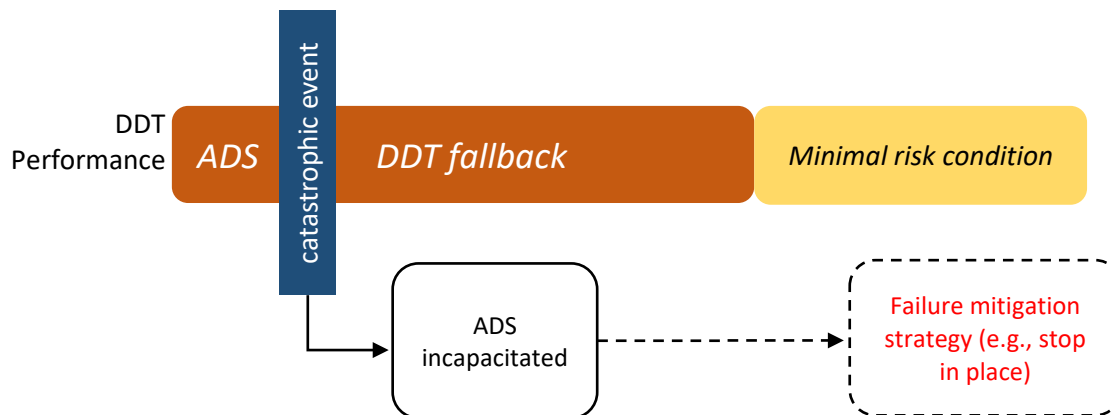 catastrophic event
DDT
Performance
ADS
DDT fallback
Minimal risk condition
ADS
incapacitated
Failure mitigation
strategy (e.g., stop
in place)